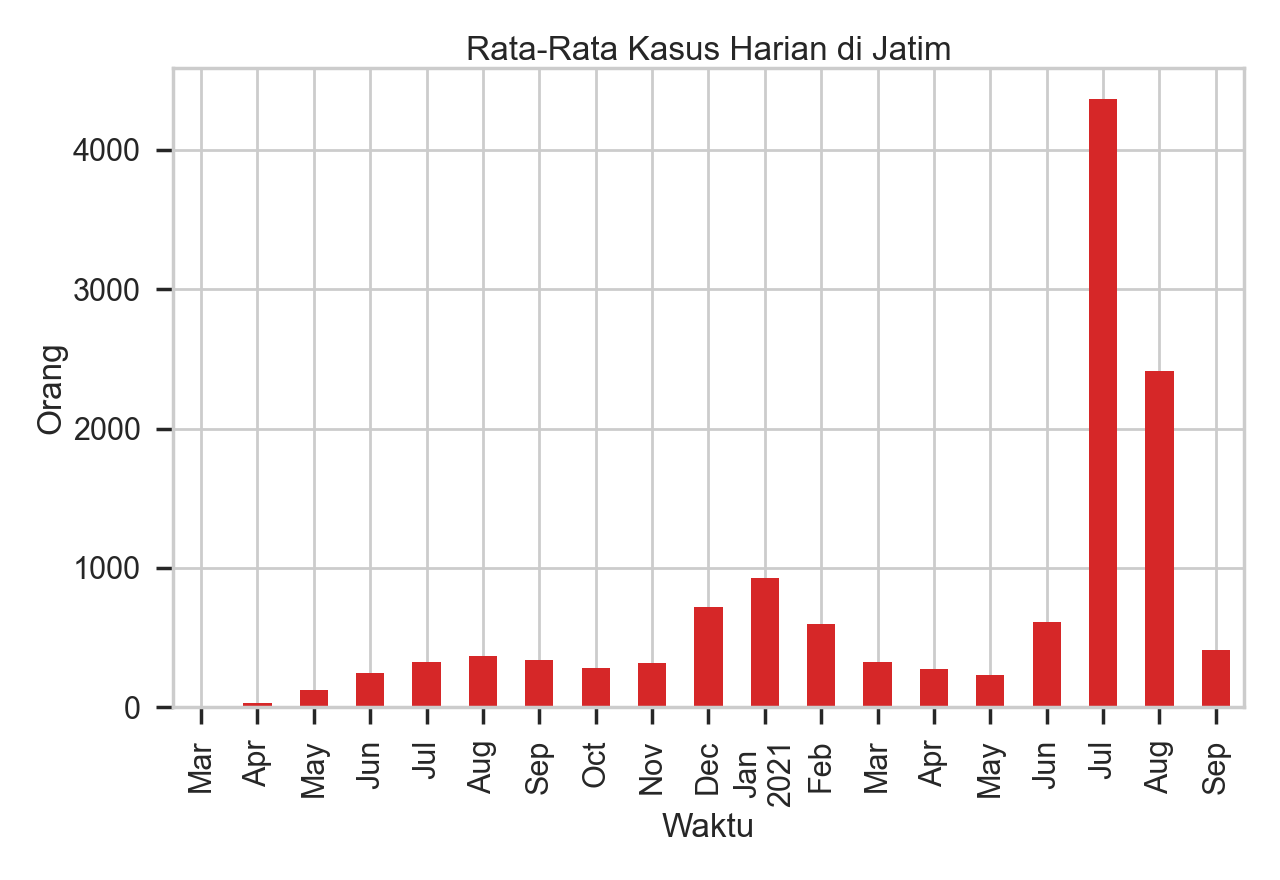 Rata-Rata Kasus Harian di Jatim
4000
3000
2000
1000
0
Orang
Mar
Apr
May
Jun
Jul
Aug
Sep
Oct
Nov
Dec
Jan
2021
Feb
Mar
Apr
May
Jun
Jul
Aug
Sep
Waktu